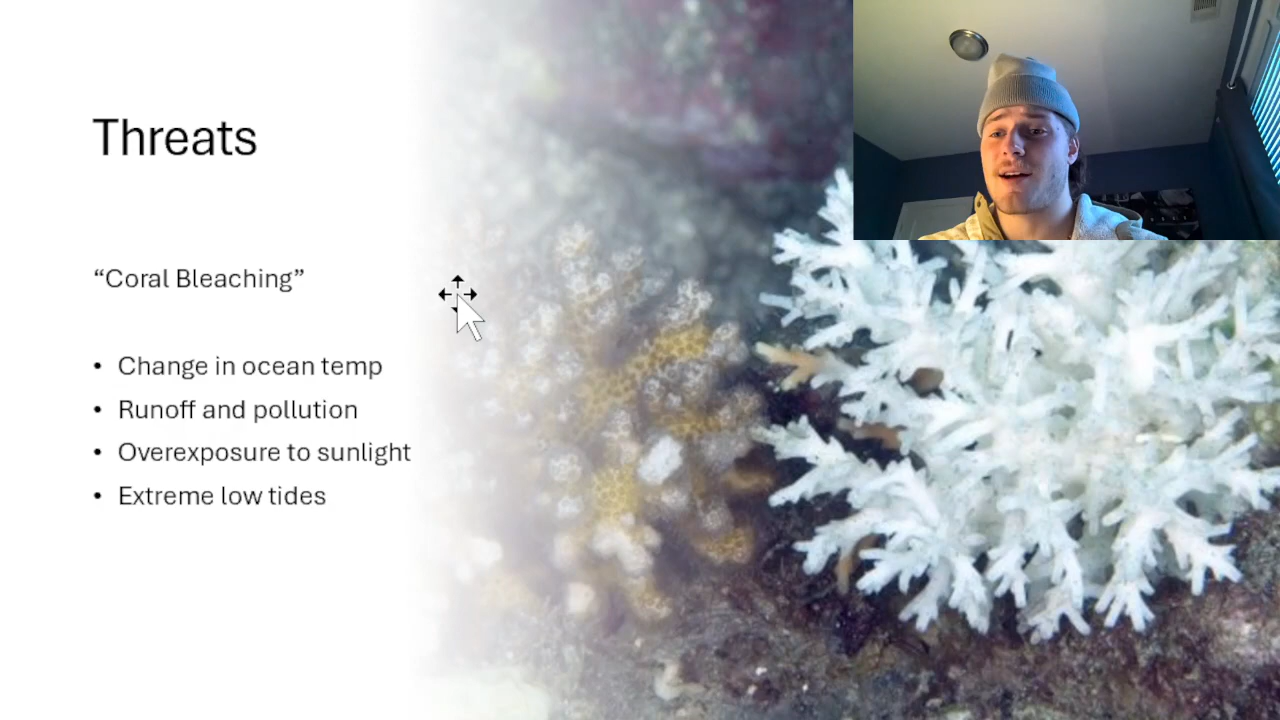 Threats
“Coral Bleaching”
• Change in ocean temp
• Runoff and pollution
• Overexposure to sunlight
• Extreme low tides